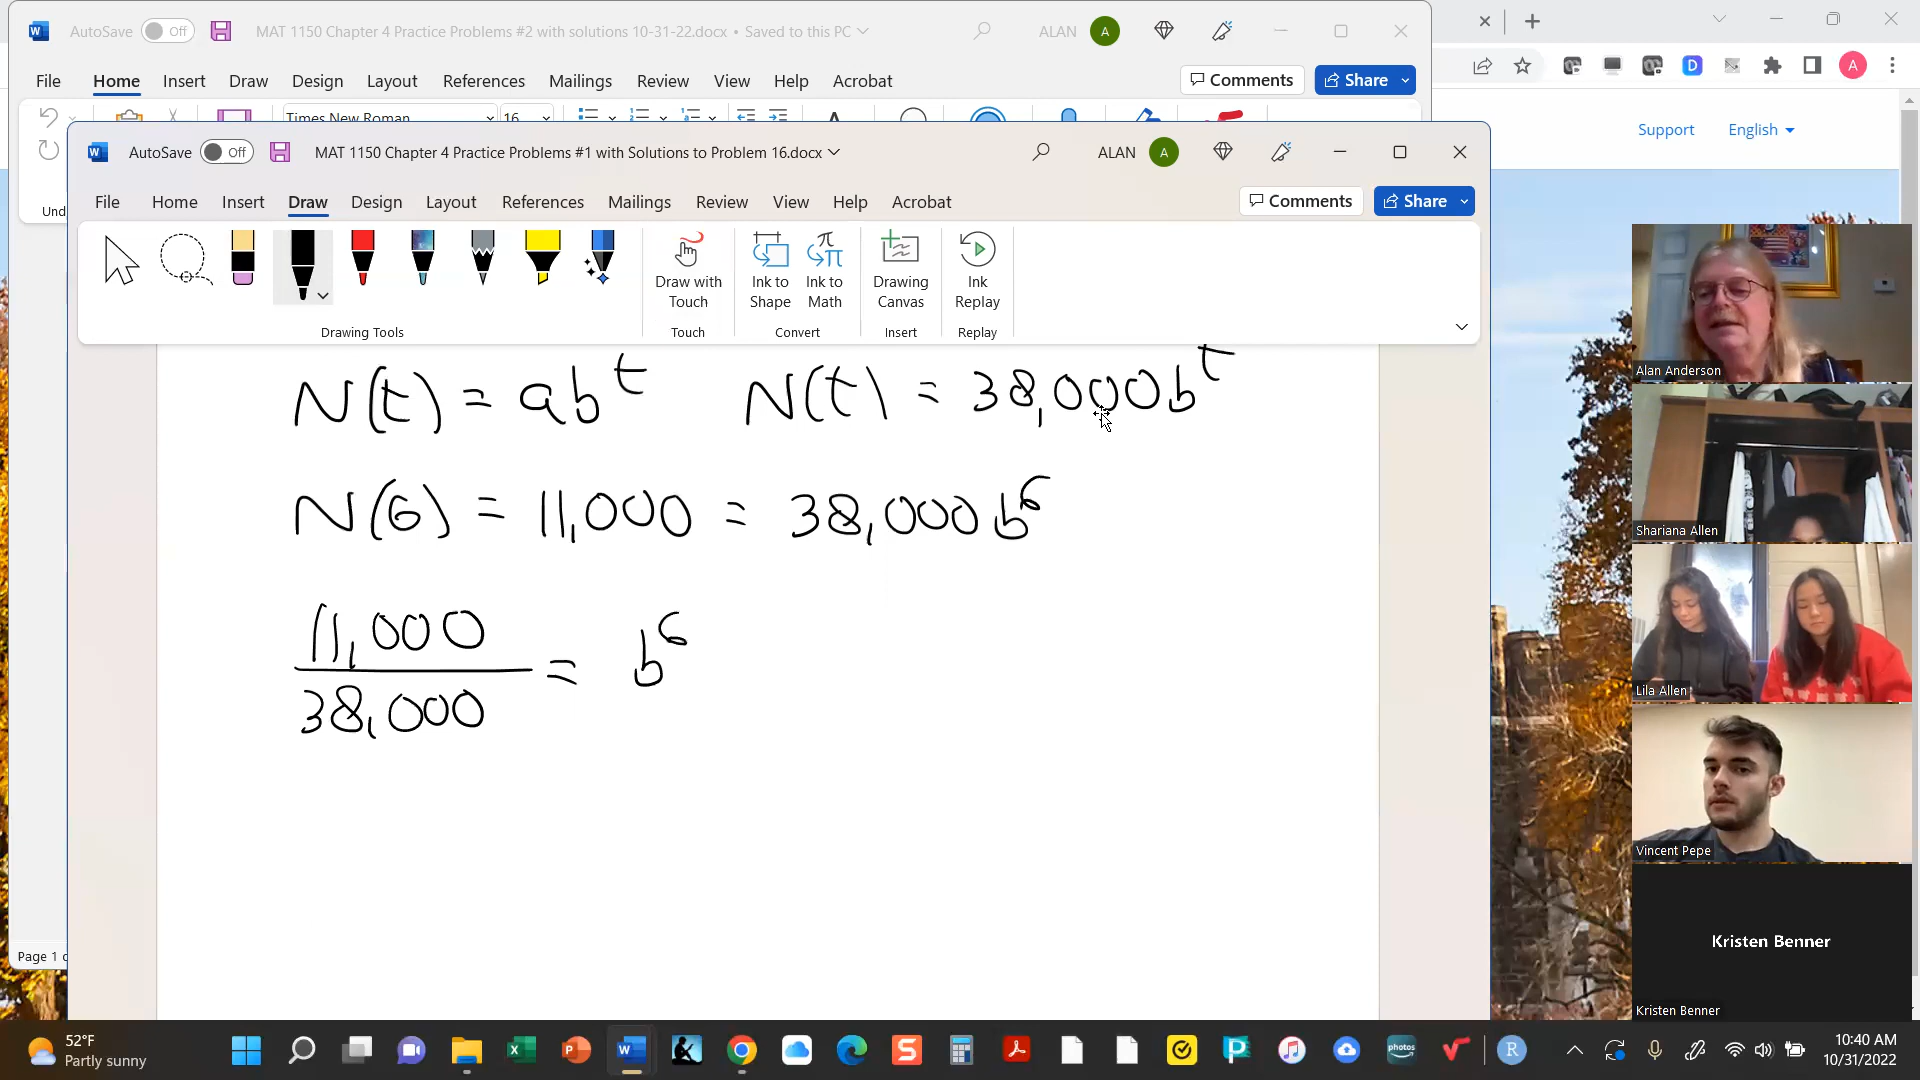 AutoSave Off MAT 1150 Chapter 4 Practice Problems #2 with solutions 10-31-22.docx • Saved to this PC ALAN A
File Home Insert Draw Design Layout References Mailings Review View Help Acrobat Comments Share
A
Times New Roman 16
Support English
AutoSave Off MAT 1150 Chapter 4 Practice Problems #1 with Solutions to Problem 16.docx ALAN A
File Home Insert Draw Design Layout References Mailings Review View Help Acrobat Comments Share
Und
Draw with Touch
Ink to Shape
Ink to Math
Drawing Canvas
Ink Replay
Drawing Tools Touch Convert Insert Replay
N(t) = ab^t N(t) = 38,000b^t
N(6) = 11,000 = 38,000b^6
11,000
= b^6
38,000
Page 1
Alan Anderson
Shariana Allen
Lila Allen
Vincent Pepe
Kristen Benner
Kristen Benner
52°F
Partly sunny
photos
10:40 AM
10/31/2022